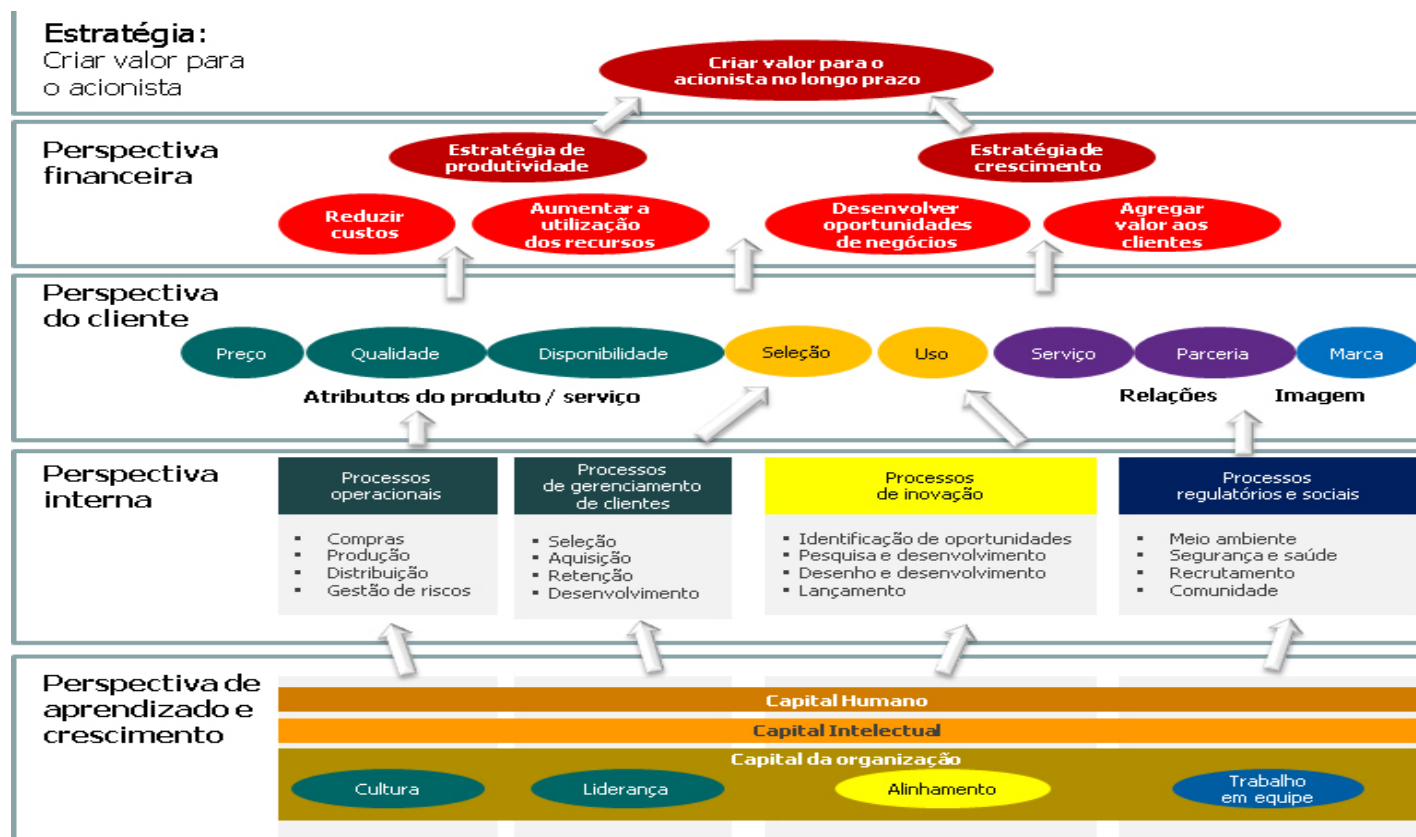 Estratégia:
Criar valor para
o acionista
Criar valor para o
acionista no longo prazo
Perspectiva
financeira
Estratégia de
produtividade
Estratégia de
crescimento
Reduzir
custos
Aumentar a
utilização
dos recursos
Desenvolver
oportunidades
de negócios
Agregar
valor aos
clientes
Perspectiva
do cliente
Preço
Qualidade
Disponibilidade
Seleção
Uso
Serviço
Parceria
Marca
Atributos do produto / serviço
Relações
Imagem
Perspectiva
interna
Processos
operacionais
▪ Compras
▪ Produção
▪ Distribuição
▪ Gestão de riscos
Processos
de gerenciamento
de clientes
▪ Seleção
▪ Aquisição
▪ Retenção
▪ Desenvolvimento
Processos
de inovação
▪ Identificação de oportunidades
▪ Pesquisa e desenvolvimento
▪ Desenho e desenvolvimento
▪ Lançamento
Processos
regulatórios e sociais
▪ Meio ambiente
▪ Segurança e saúde
▪ Recrutamento
▪ Comunidade
Perspectiva de
aprendizado e
crescimento
Capital Humano
Capital Intelectual
Capital da organização
Cultura
Liderança
Alinhamento
Trabalho
em equipe